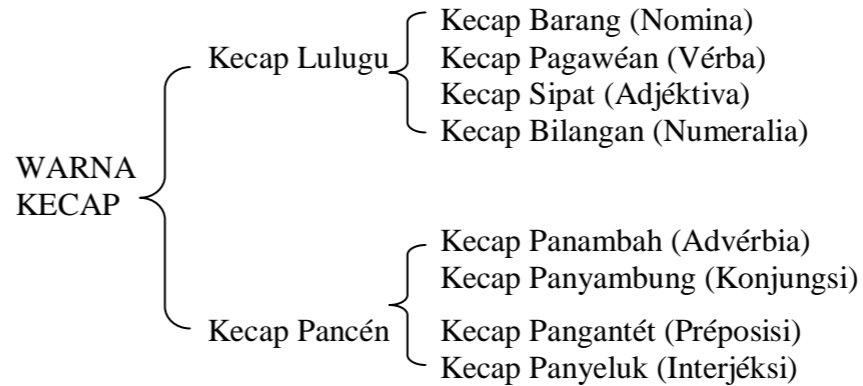 Kecap Barang (Nomina)
Kecap Lulugu
Kecap Pagawéan (Vérba)
Kecap Sipat (Adjéktiva)
Kecap Bilangan (Numeralia)
WARNA
KECAP
Kecap Panambah (Advérbia)
Kecap Panyambung (Konjungsi)
Kecap Pancén
Kecap Pangantét (Préposisi)
Kecap Panyeluk (Interjéksi)